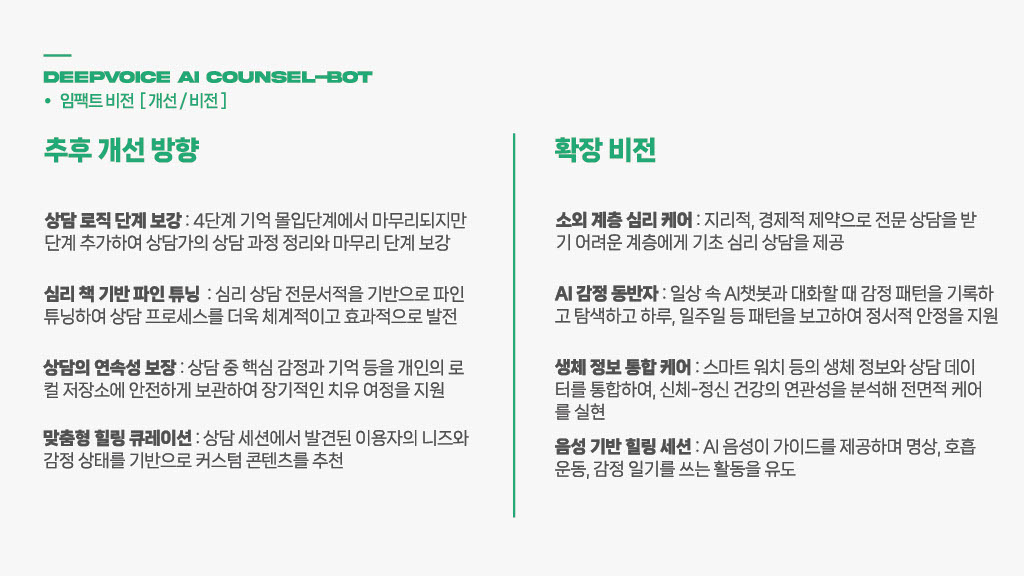 DEEPVOICE AI COUNSEL-BOT
• 임팩트 비전 [ 개선 / 비전 ]
추후 개선 방향
상담 로직 단계 보강 : 4단계 기억 몰입단계에서 마무리되지만
단계 추가하여 상담가의 상담 과정 정리와 마무리 단계 보강
심리 책 기반 파인 튜닝 : 심리 상담 전문서적을 기반으로 파인
튜닝하여 상담 프로세스를 더욱 체계적이고 효과적으로 발전
상담의 연속성 보장 : 상담 중 핵심 감정과 기억 등을 개인의 로
컬 저장소에 안전하게 보관하여 장기적인 치유 여정을 지원
맞춤형 힐링 큐레이션 : 상담 세션에서 발견된 이용자의 니즈와
감정 상태를 기반으로 커스텀 콘텐츠를 추천
확장 비전
소외 계층 심리 케어 : 지리적, 경제적 제약으로 전문 상담을 받
기 어려운 계층에게 기초 심리 상담을 제공
AI 감정 동반자 : 일상 속 AI챗봇과 대화할 때 감정 패턴을 기록하
고 탐색하고 하루, 일주일 등 패턴을 보고하여 정서적 안정을 지원
생체 정보 통합 케어 : 스마트 워치 등의 생체 정보와 상담 데이
터를 통합하여, 신체-정신 건강의 연관성을 분석해 전면적 케어
를 실현
음성 기반 힐링 세션 : AI 음성이 가이드를 제공하며 명상, 호흡
운동, 감정 일기를 쓰는 활동을 유도